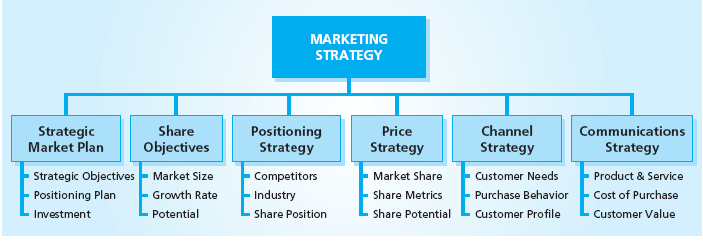 MARKETING
STRATEGY
Strategic
Market Plan
Strategic Objectives
Positioning Plan
Investment
Share
Objectives
Market Size
Growth Rate
Potential
Positioning
Strategy
Competitors
Industry
Share Position
Price
Strategy
Market Share
Share Metrics
Share Potential
Channel
Strategy
Customer Needs
Purchase Behavior
Customer Profile
Communications
Strategy
Product & Service
Cost of Purchase
Customer Value